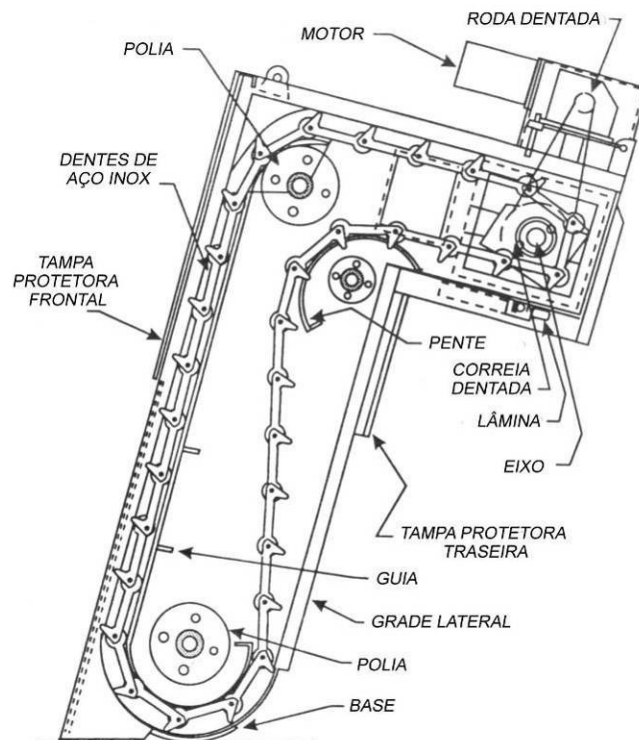 RODA DENTADA
MOTOR
POLIA
DENTES DE
AÇO INOX
TAMPA
PROTETORA
FRONTAL
PENTE
CORREIA
DENTADA
LÂMINA
EIXO
TAMPA PROTETORA
TRASEIRA
GUIA
GRADE LATERAL
POLIA
BASE